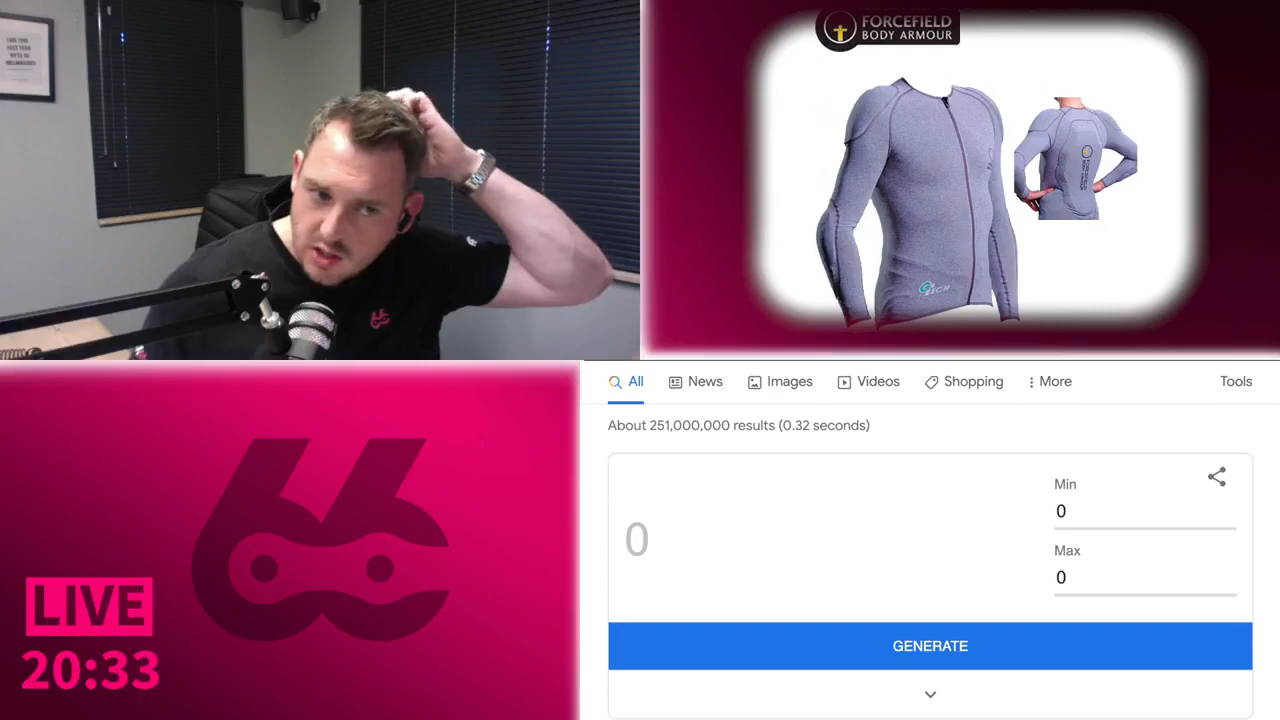 FORCEFIELD
BODY ARMOUR
All
News
Images
Videos
Shopping
More
Tools
About 251,000,000 results (0.32 seconds)
0
Min
0
Max
0
GENERATE
LIVE
20:33